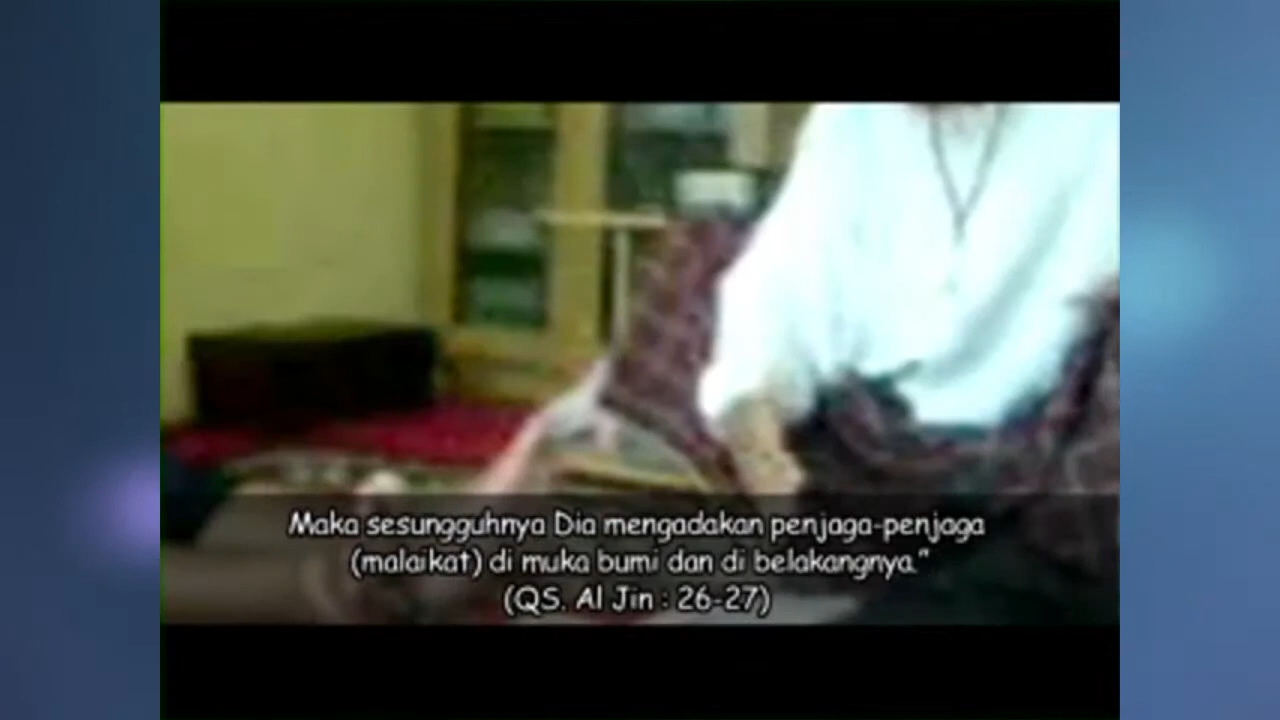 Maka sesungguhnya Dia mengadakan penjaga-penjaga
(malaikat) di muka bumi dan di belakangnya."
(QS. Al Jin : 26-27)